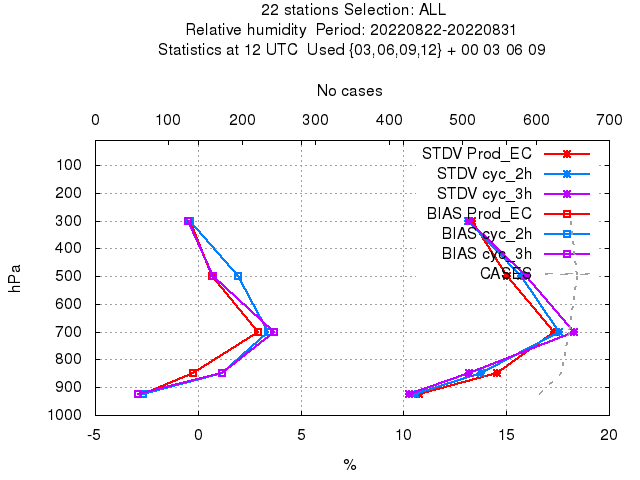 22 stations Selection: ALL
Relative humidity  Period: 20220822-20220831
Statistics at 12 UTC  Used {03,06,09,12} + 00 03 06 09
No cases
0 100 200 300 400 500 600 700
STDV Prod_EC
STDV cyc_2h
STDV cyc_3h
BIAS Prod_EC
BIAS cyc_2h
BIAS cyc_3h
CASES
100
200
300
400
500
600
700
800
900
1000
hPa
-5 0 5 10 15 20
%